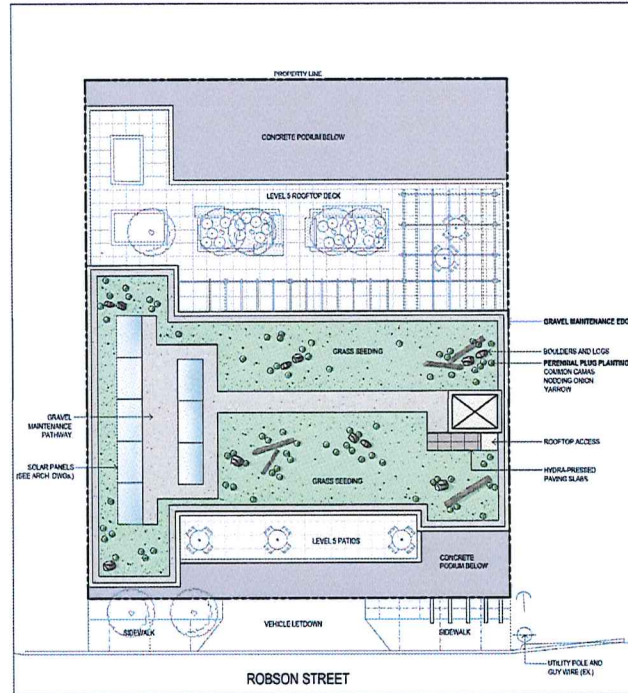 PROPERTY LINE
CONCRETE PODIUM BELOW
LEVEL 5 ROOFTOP DECK
GRAVEL MAINTENANCE EDG
GRASS SEEDING
BOULDERS AND LOGS
PERENNIAL PLUG PLANTING
COMMON CAMAS
NODDING ONION
YARROW
GRAVEL
MAINTENANCE
PATHWAY
ROOFTOP ACCESS
SOLAR PANELS
(SEE ARCH DWGs.)
HYDRA-PRESSED
PAVING SLABS
GRASS SEEDING
LEVEL 5 PATIOS
CONCRETE
PODIUM BELOW
SIDEWALK
VEHICLE LETDOWN
SIDEWALK
UTILITY POLE AND
GUY WIRE (EX.)
ROBSON STREET